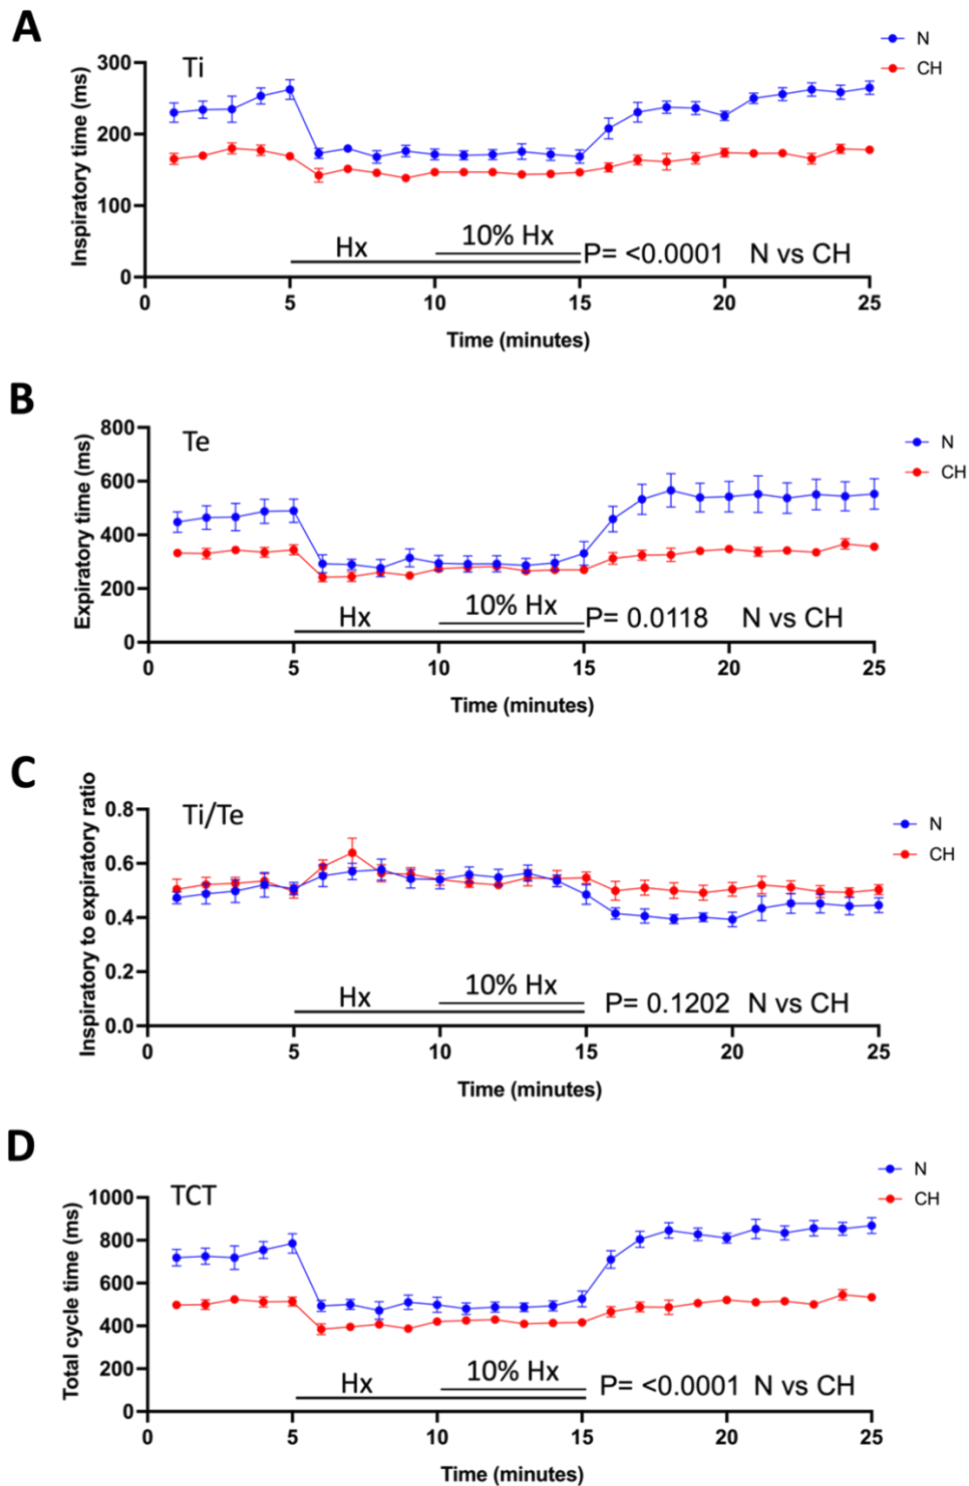 A
Ti
N
CH
Inspiratory time (ms)
300
200
100
0
Hx
10% Hx
P= <0.0001 N vs CH
0 5 10 15 20 25
Time (minutes)
B
Te
N
CH
Expiratory time (ms)
800
600
400
200
0
Hx
10% Hx
P= 0.0118 N vs CH
0 5 10 15 20 25
Time (minutes)
C
Ti/Te
N
CH
Inspiratory to expiratory ratio
0.8
0.6
0.4
0.2
0.0
Hx
10% Hx
P= 0.1202 N vs CH
0 5 10 15 20 25
Time (minutes)
D
TCT
N
CH
Total cycle time (ms)
1000
800
600
400
200
0
Hx
10% Hx
P= <0.0001 N vs CH
0 5 10 15 20 25
Time (minutes)